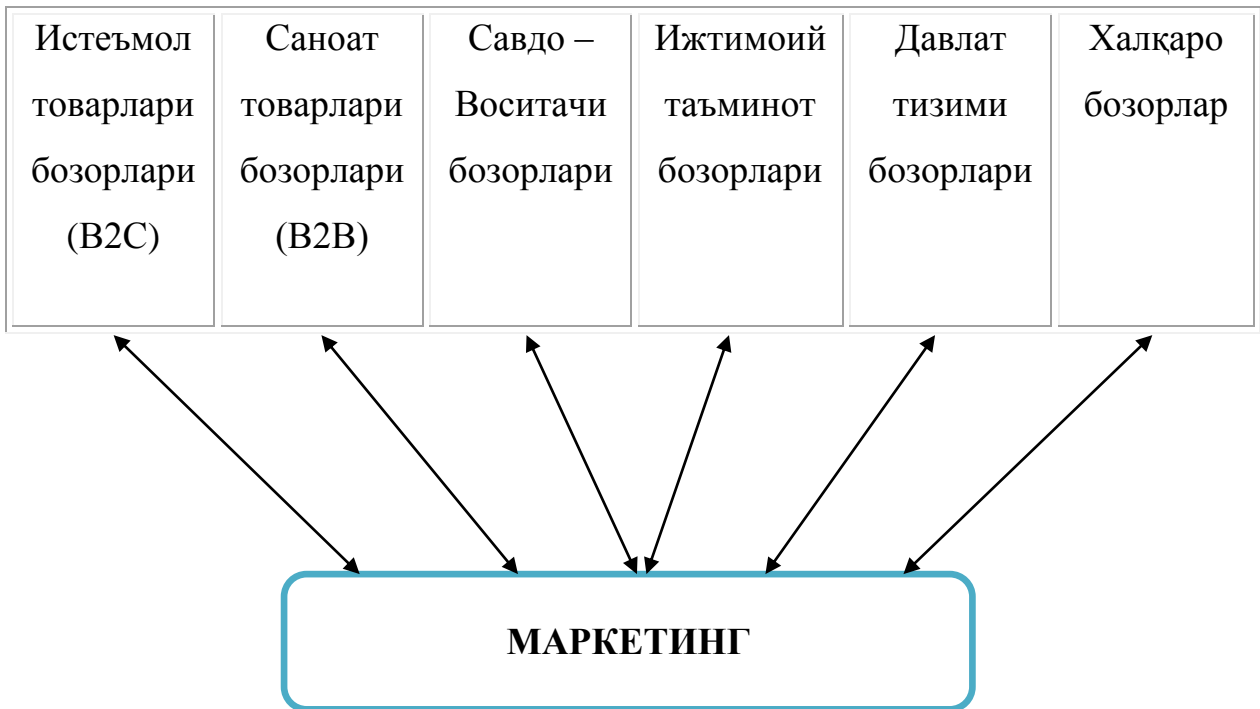 Истеъмол
товарлари
бозорлари
(B2C)
Саноат
товарлари
бозорлари
(B2B)
Савдо –
Воситачи
бозорлари
Ижтимоий
таъминот
бозорлари
Давлат
тизими
бозорлари
Халқаро
бозорлар
МАРКЕТИНГ